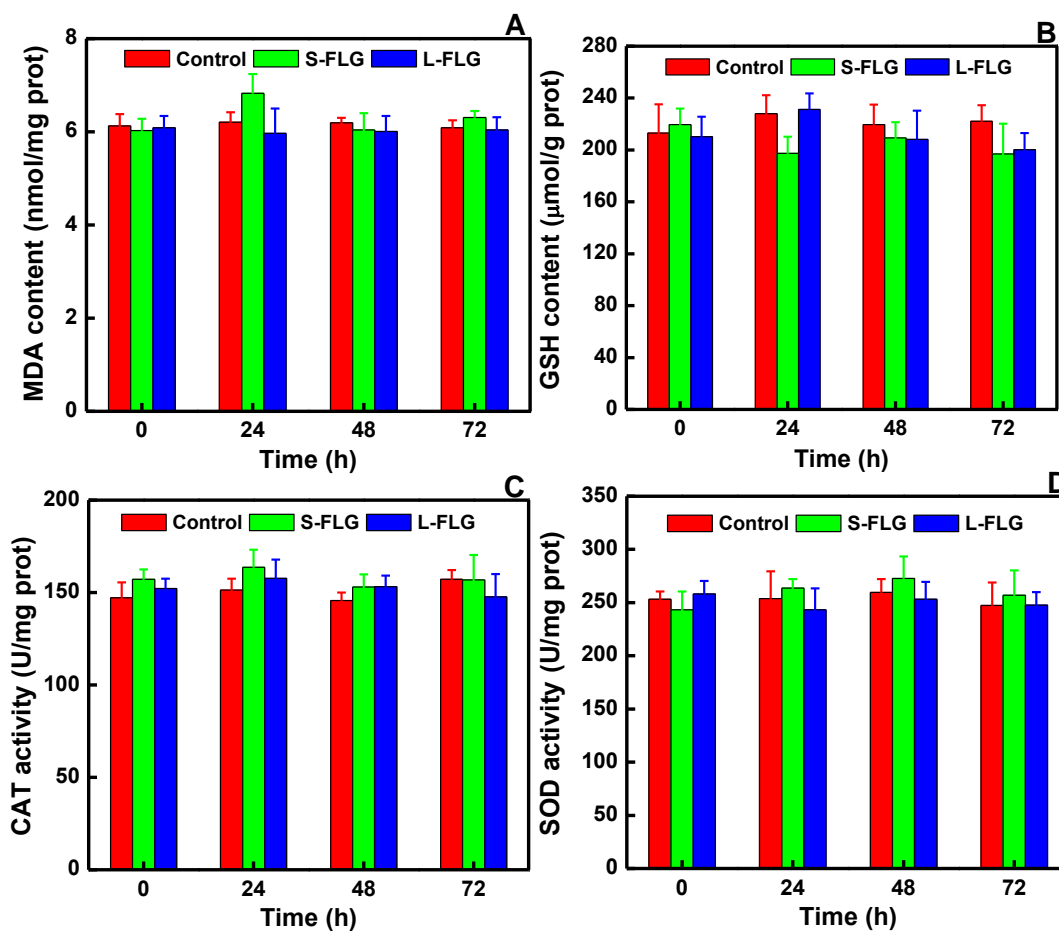 A
8
Control S-FLG L-FLG
6
4
2
0
0 24 48 72
Time (h)
MDA content (nmol/mg prot)
B
280
Control S-FLG L-FLG
240
200
160
120
80
40
0
0 24 48 72
Time (h)
GSH content (μmol/g prot)
C
200
Control S-FLG L-FLG
150
100
50
0
0 24 48 72
Time (h)
CAT activity (U/mg prot)
D
350
Control S-FLG L-FLG
300
250
200
150
100
50
0
0 24 48 72
Time (h)
SOD activity (U/mg prot)